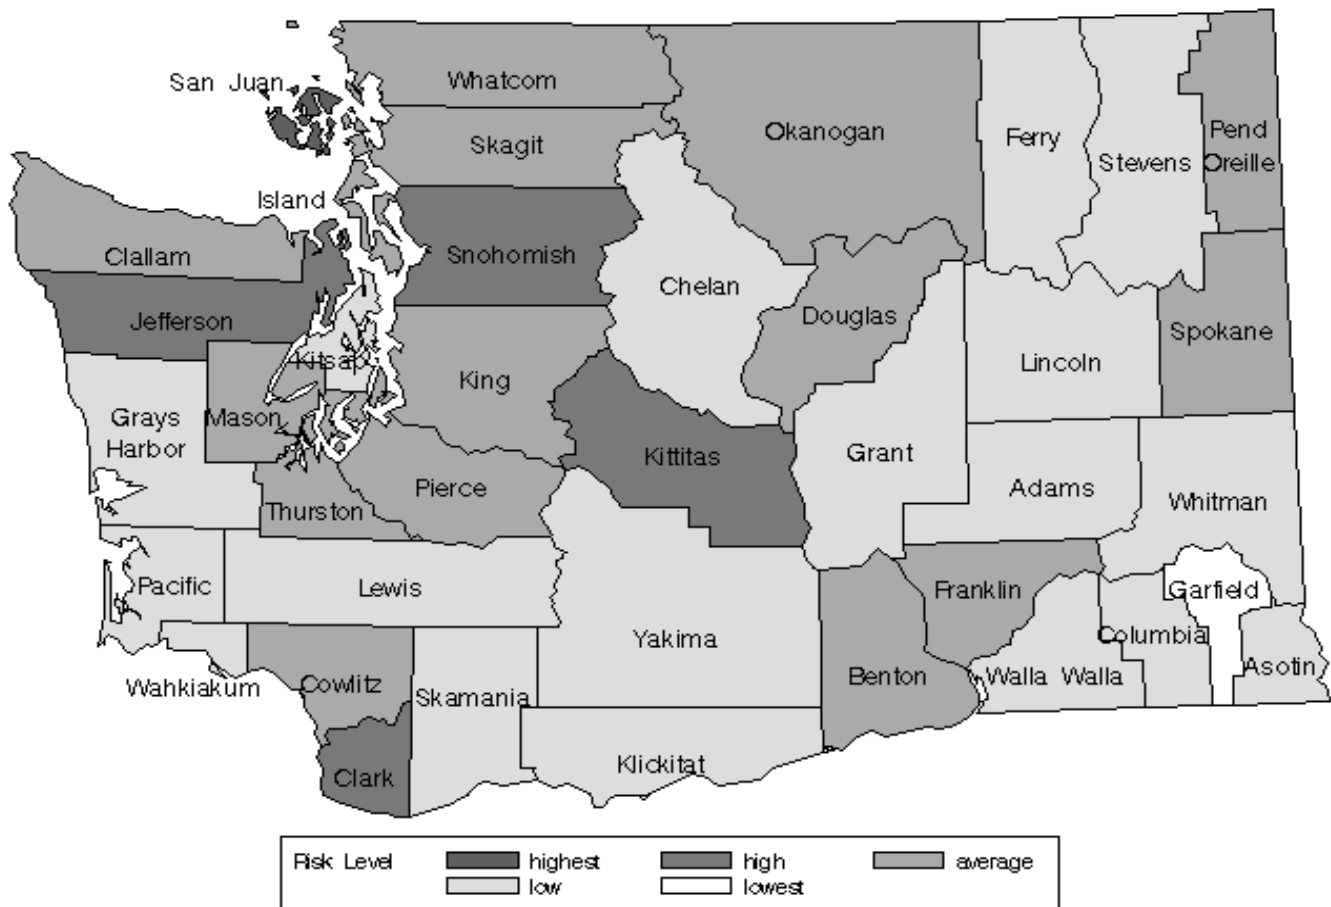 San Juan
Whatcom
Okanogan
Ferry
Stevens
Pend
Oreille
Skagit
Island
Clallam
Snohomish
Chelan
Jefferson
Douglas
Spokane
Kitsap
King
Lincoln
Grays
Harbor
Mason
Kittitas
Grant
Pierce
Adams
Whitman
Thurston
Pacific
Lewis
Franklin
Garfield
Yakima
Columbia
Wahkiakum
Cowlitz
Skamania
Benton
Walla Walla
Asotin
Clark
Klickitat
Risk Level highest high average
low lowest